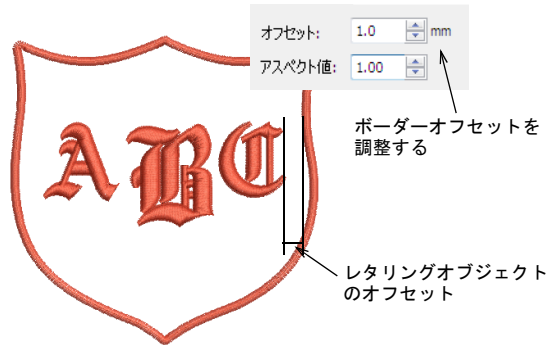 オフセット: 1.0 mm
アスペクト値: 1.00
ボーダーオフセットを
調整する
ABC
レタリングオブジェクト
のオフセット